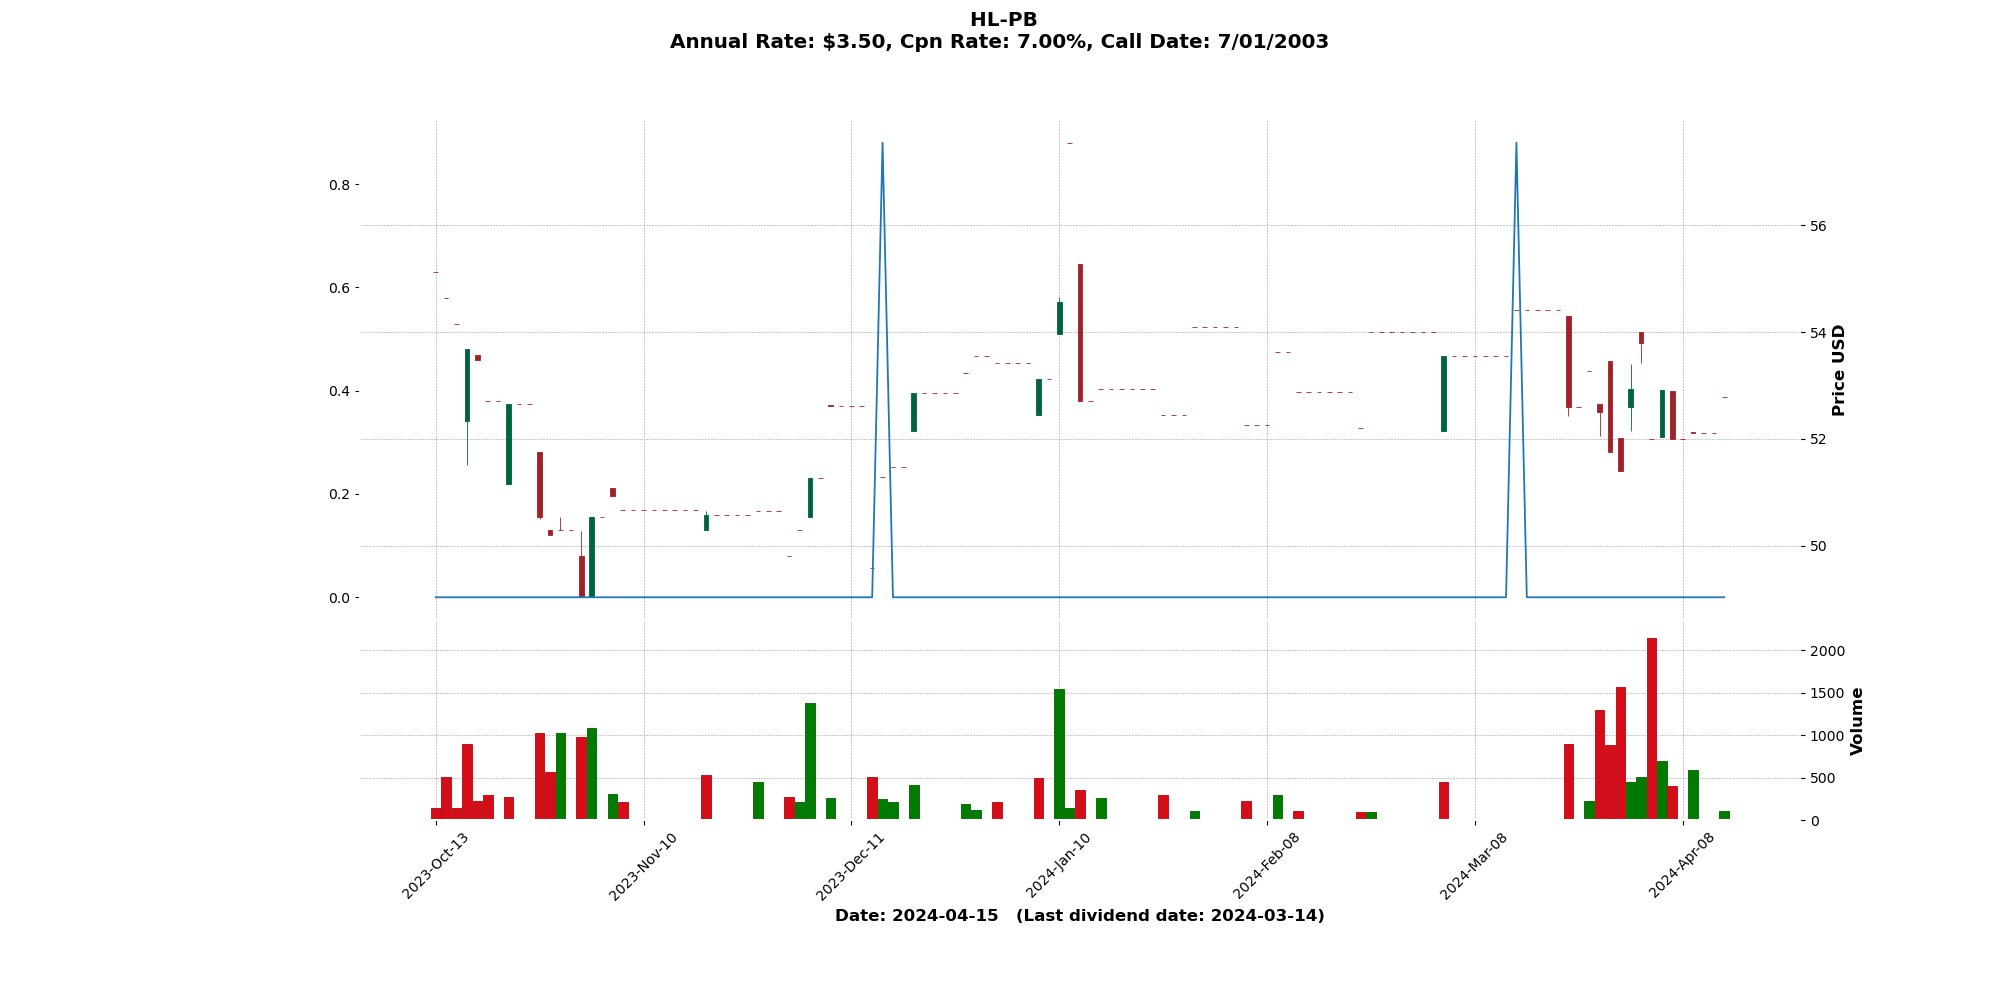 HL-PB
Annual Rate: $3.50, Cpn Rate: 7.00%, Call Date: 7/01/2003
0.8
0.6
0.4
0.2
0.0
56
54
52
50
Price USD
2000
1500
1000
500
0
Volume
2023-Oct-13
2023-Nov-10
2023-Dec-11
2024-Jan-10
2024-Feb-08
2024-Mar-08
2024-Apr-08
Date: 2024-04-15 (Last dividend date: 2024-03-14)